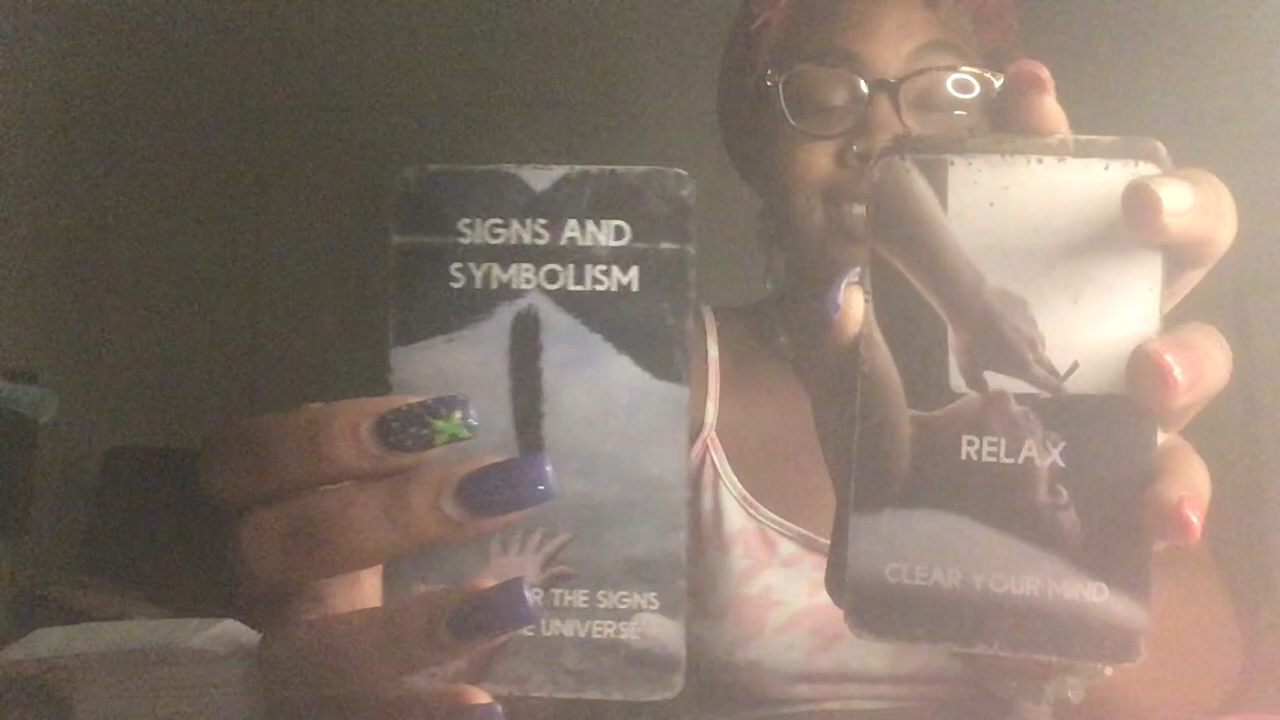 SIGNS AND
SYMBOLISM
THE SIGNS
UNIVERSE
RELAX
CLEAR YOUR MIND